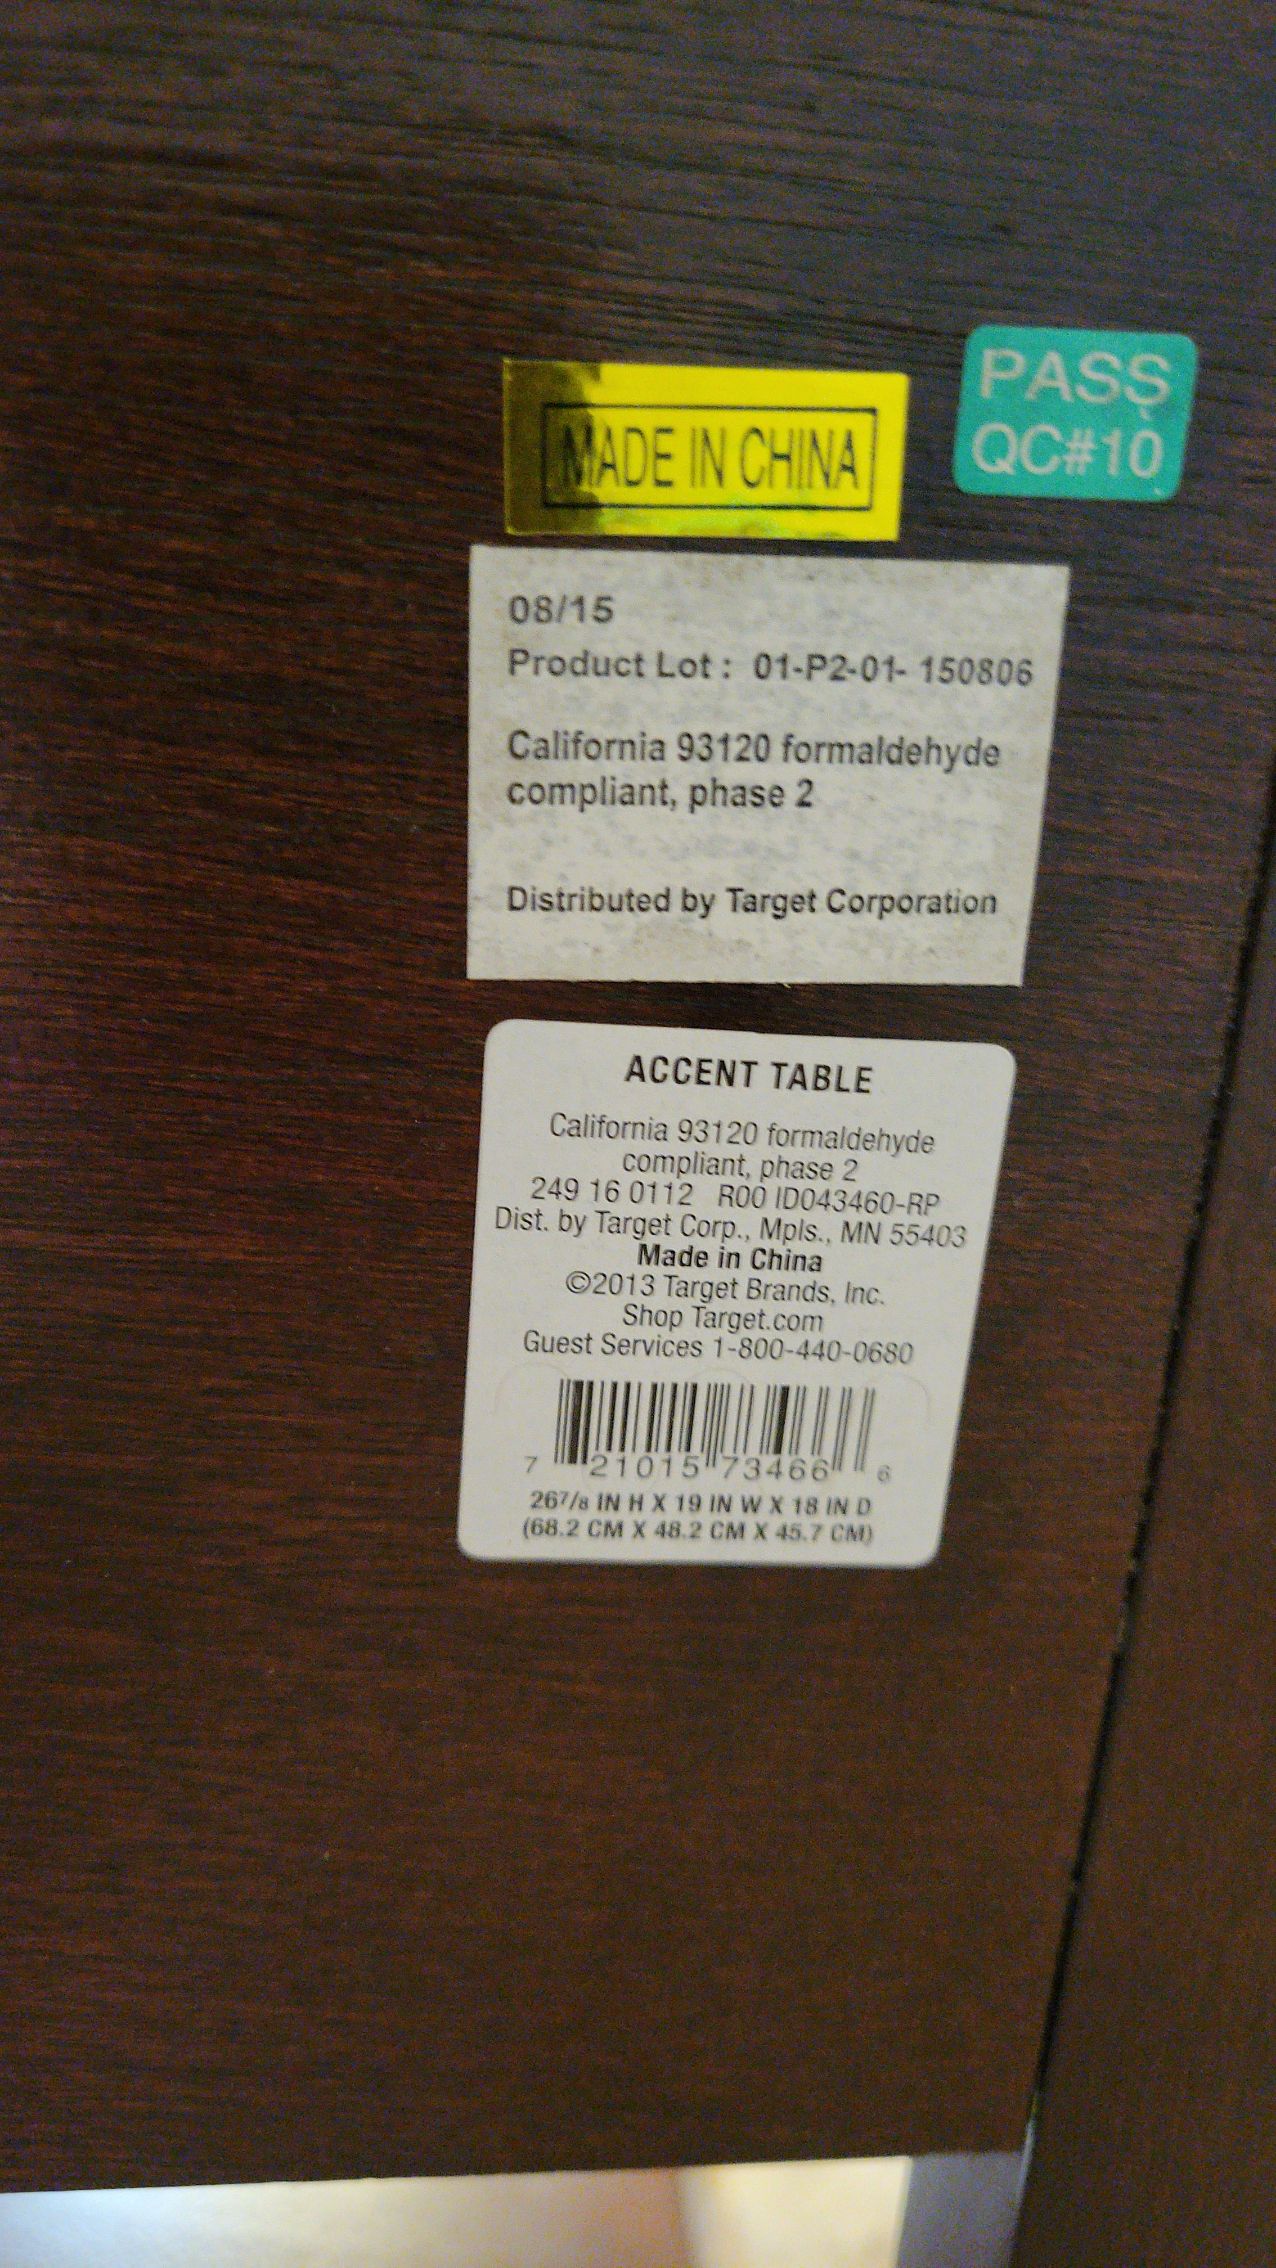 MADE IN CHINA
PASS
QC#10
08/15
Product Lot : 01-P2-01- 150806
California 93120 formaldehyde
compliant, phase 2
Distributed by Target Corporation
ACCENT TABLE
California 93120 formaldehyde
compliant, phase 2
249 16 0112 R00 ID043460-RP
Dist. by Target Corp., Mpls., MN 55403
Made in China
©2013 Target Brands, Inc.
Shop Target.com
Guest Services 1-800-440-0680
7 21015 73466 6
26⁷/₈ IN H X 19 IN W X 18 IN D
(68.2 CM X 48.2 CM X 45.7 CM)